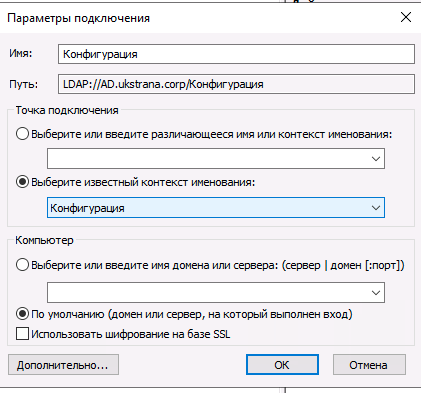 Параметры подключения
Имя:
Конфигурация
Путь:
LDAP://AD.ukstrana.corp/Конфигурация
Точка подключения
Выберите или введите различающееся имя или контекст именования:
Выберите известный контекст именования:
Конфигурация
Компьютер
Выберите или введите имя домена или сервера: (сервер | домен [:порт])
По умолчанию (домен или сервер, на который выполнен вход)
Использовать шифрование на базе SSL
Дополнительно... ОК Отмена